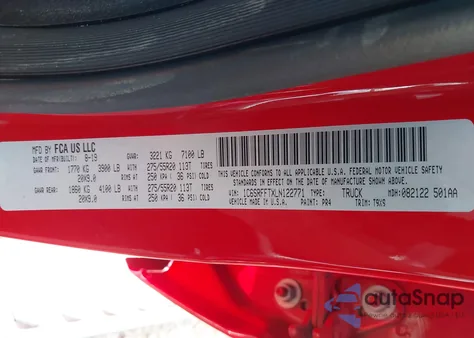 MFD BY FCA US LLC
DATE OF MFR(BUILT): 8-19 GVWR: 3221 KG 7100 LB
GAWR FRONT: 1770 KG 3900 LB WITH 275/55R20 113T TIRES
20X9.0 RIMS AT 250 KPA ( 36 PSI) COLD
GAWR REAR: 1860 KG 4100 LB WITH 275/55R20 113T TIRES
20X9.0 RIMS AT 250 KPA ( 36 PSI) COLD
THIS VEHICLE CONFORMS TO ALL APPLICABLE U.S.A. FEDERAL MOTOR VEHICLE SAFETY
STANDARDS IN EFFECT ON THE DATE OF MANUFACTURE SHOWN ABOVE.
VIN: 1C6SRFFTXLN122771 TYPE: TRUCK MDH: 082122 501AA
VEHICLE MADE IN U.S.A. PAINT: PR4 TRIM: T9X9
autoSnap